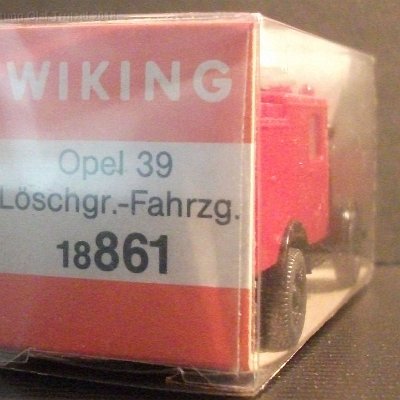 WIKING
Opel 39
Löschgr.-Fahrzg.
18861